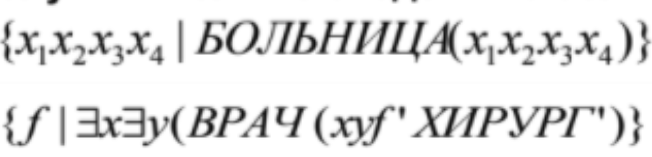 {x₁x₂x₃x₄ | БОЛЬНИЦА(x₁x₂x₃x₄)}
{f | ∃x∃y(ВРАЧ (xyf ' ХИРУРГ')}